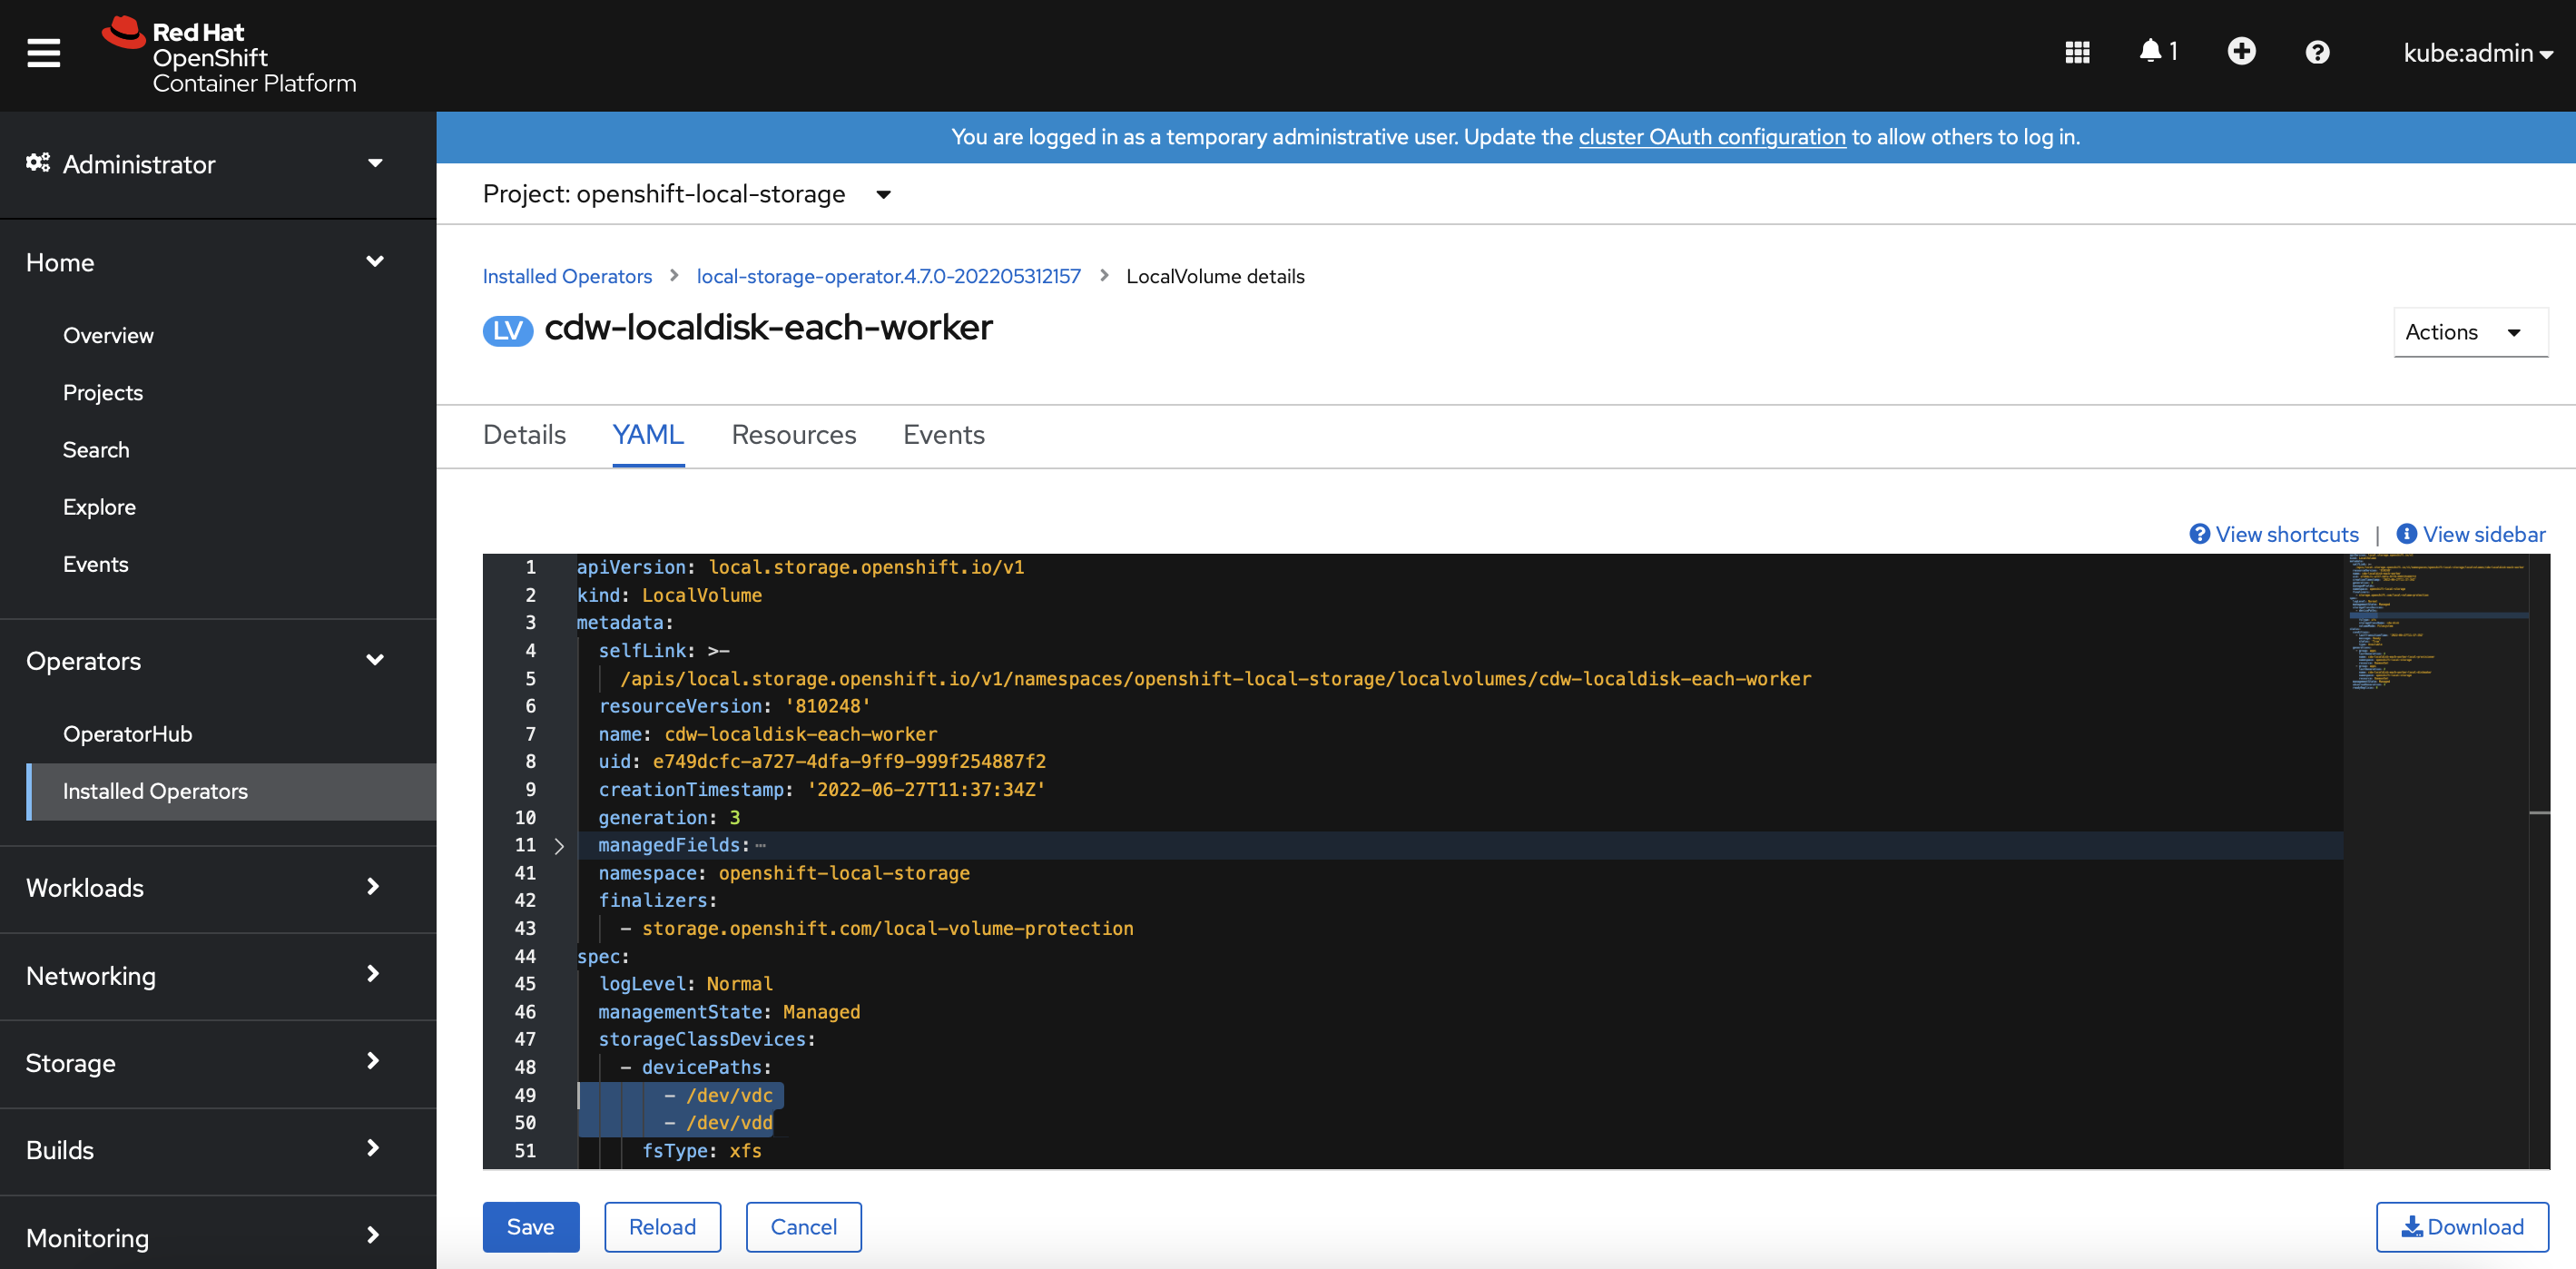 Red Hat
OpenShift
Container Platform
1
kube:admin
Administrator
Home
Overview
Projects
Search
Explore
Events
Operators
OperatorHub
Installed Operators
Workloads
Networking
Storage
Builds
Monitoring
You are logged in as a temporary administrative user. Update the cluster OAuth configuration to allow others to log in.
Project: openshift-local-storage
Installed Operators > local-storage-operator.4.7.0-202205312157 > LocalVolume details
LV cdw-localdisk-each-worker
Actions
Details YAML Resources Events
View shortcuts | View sidebar
1 apiVersion: local.storage.openshift.io/v1
2 kind: LocalVolume
3 metadata:
4 selfLink: >-
5 /apis/local.storage.openshift.io/v1/namespaces/openshift-local-storage/localvolumes/cdw-localdisk-each-worker
6 resourceVersion: '810248'
7 name: cdw-localdisk-each-worker
8 uid: e749dcfc-a727-4dfa-9ff9-999f254887f2
9 creationTimestamp: '2022-06-27T11:37:34Z'
10 generation: 3
11 managedFields: ...
41 namespace: openshift-local-storage
42 finalizers:
43 - storage.openshift.com/local-volume-protection
44 spec:
45 logLevel: Normal
46 managementState: Managed
47 storageClassDevices:
48 - devicePaths:
49 - /dev/vdc
50 - /dev/vdd
51 fsType: xfs
Save Reload Cancel Download